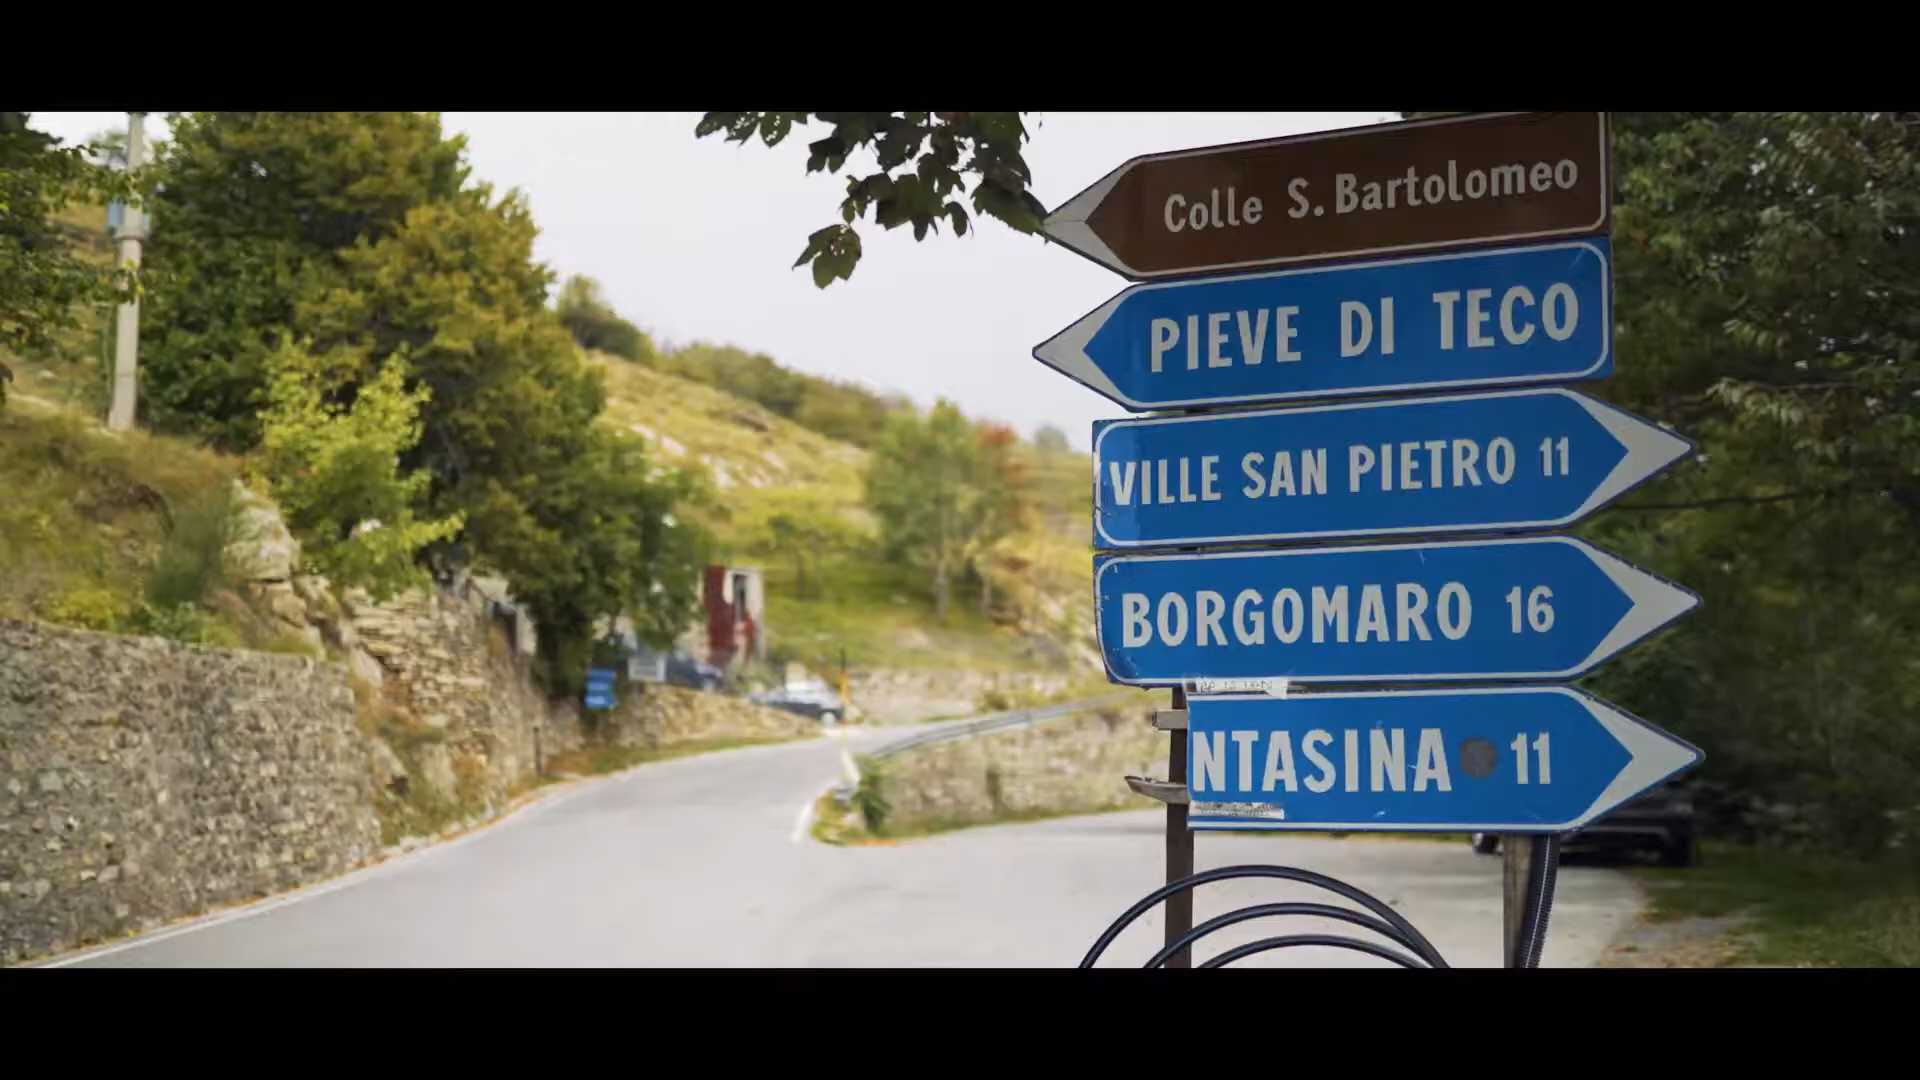 Colle S. Bartolomeo
PIEVE DI TECO
VILLE SAN PIETRO 11
BORGOMARO 16
NTASINA 11